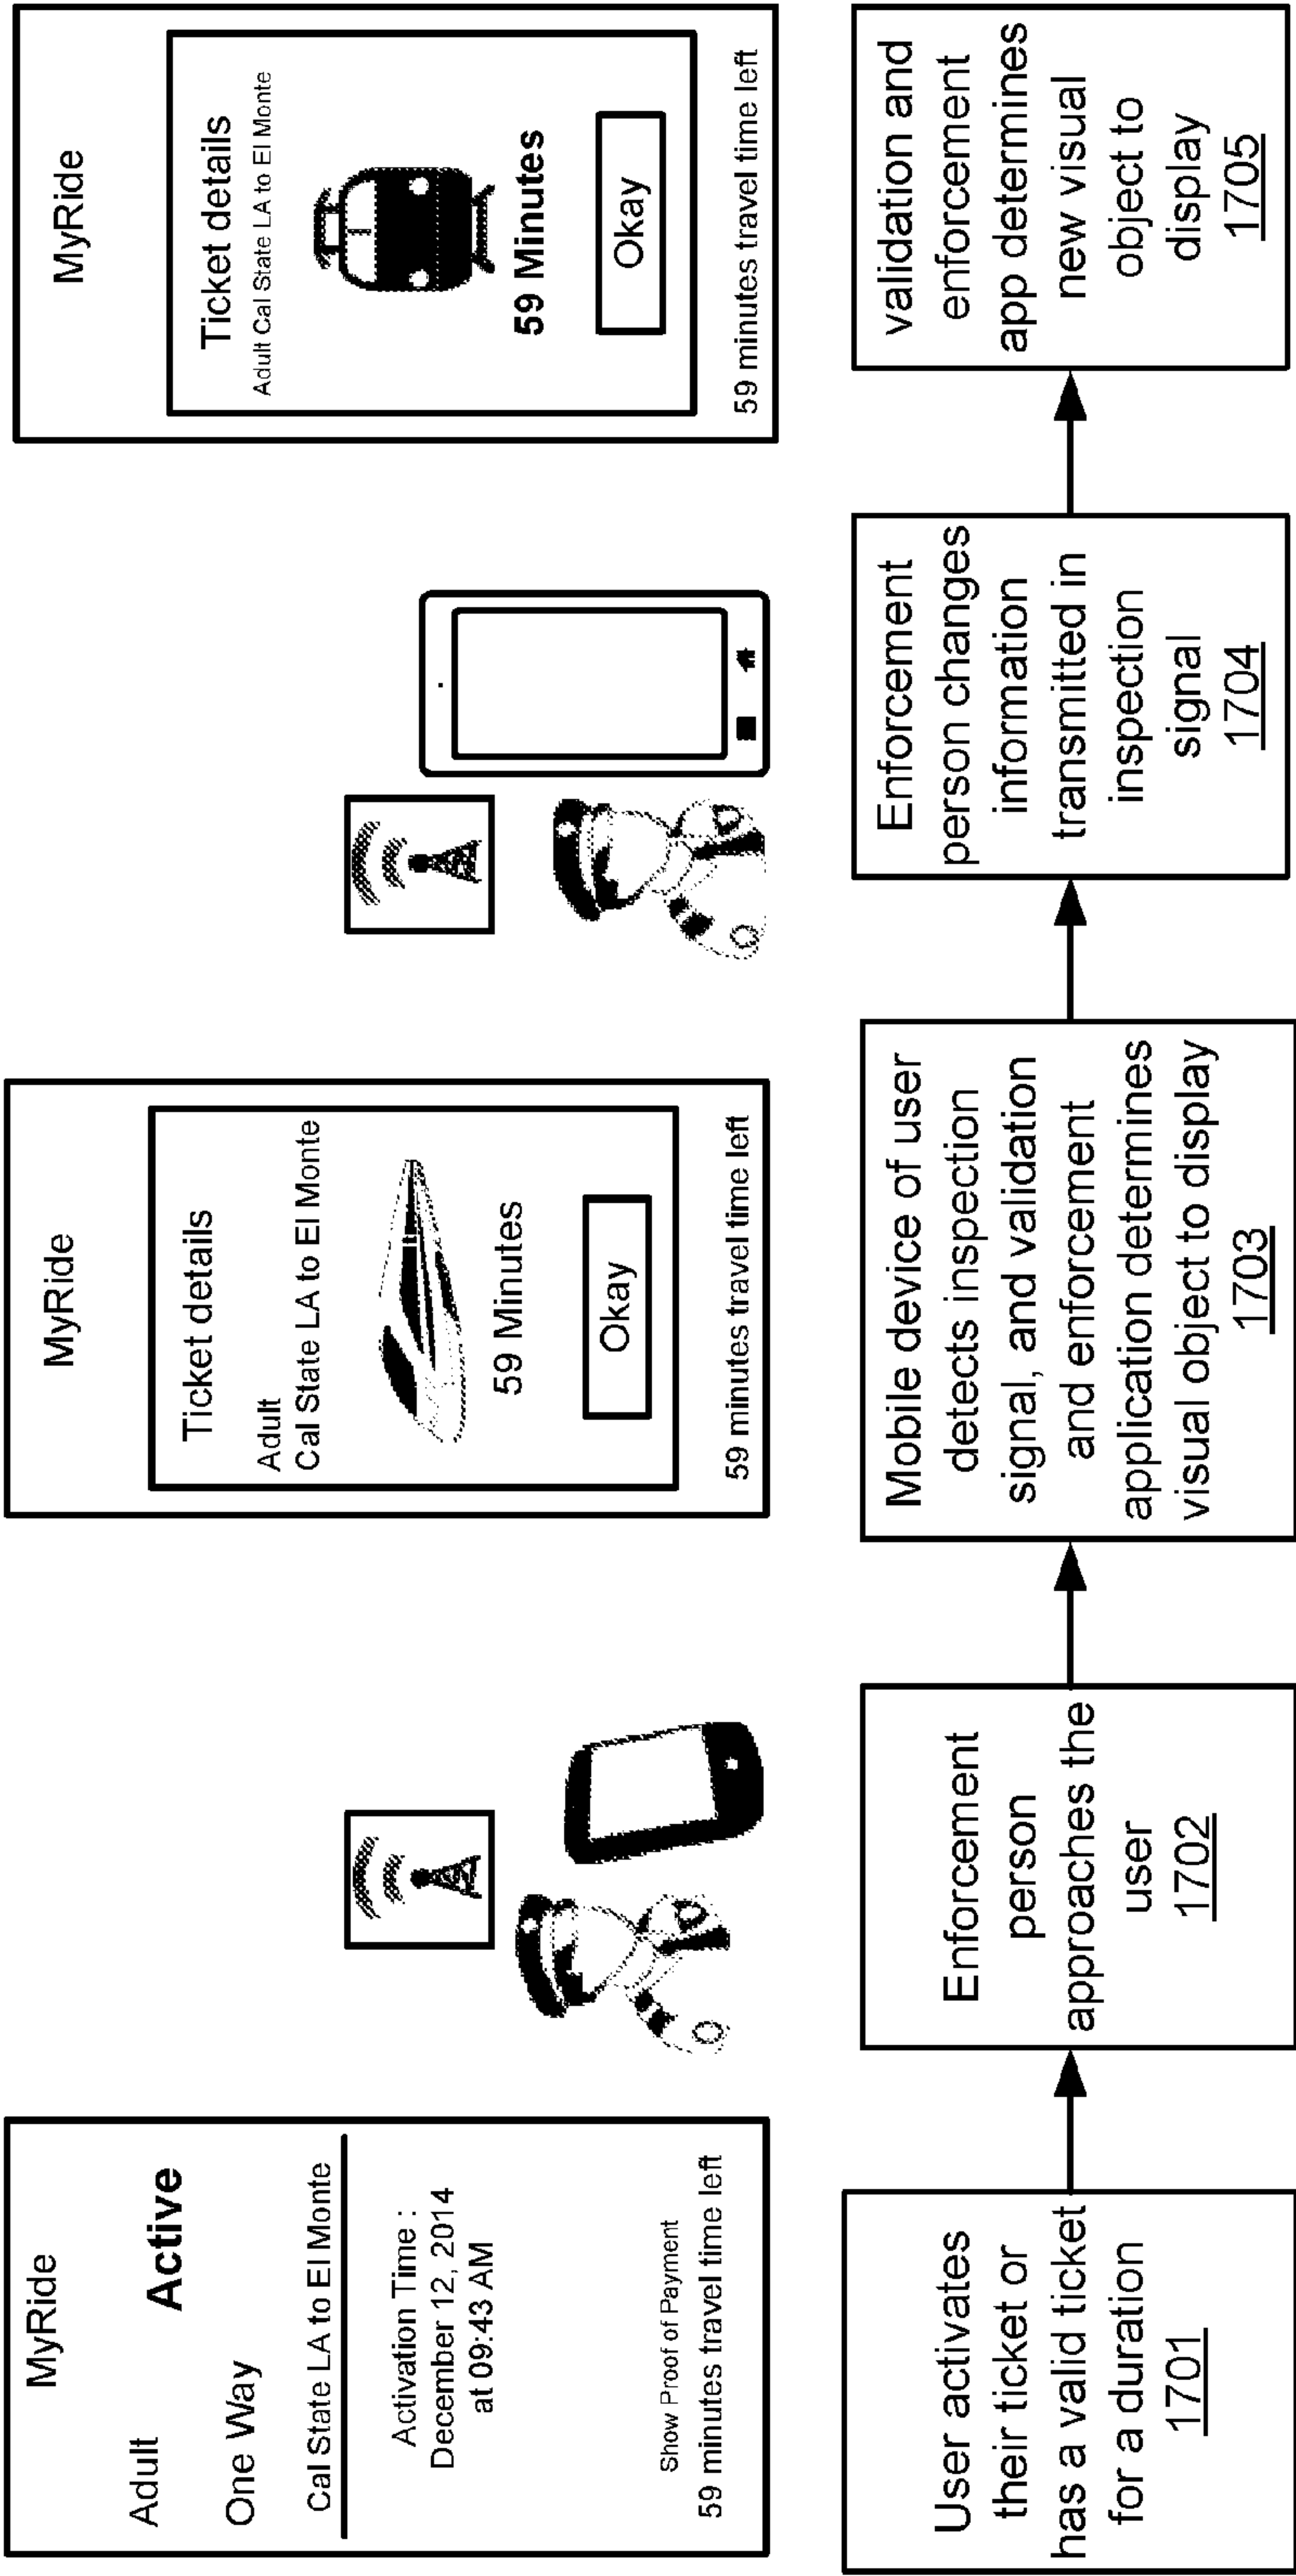 MyRide
Adult
Active
One Way
Cal State LA to El Monte
Activation Time :
December 12, 2014
at 09:43 AM
Show Proof of Payment
59 minutes travel time left
MyRide
Ticket details
Adult
Cal State LA to El Monte
59 Minutes
Okay
59 minutes travel time left
MyRide
Ticket details
Adult Cal State LA to El Monte
59 Minutes
Okay
59 minutes travel time left
User activates
their ticket or
has a valid ticket
for a duration
1701
Enforcement
person
approaches the
user
1702
Mobile device of user
detects inspection
signal, and validation
and enforcement
application determines
visual object to display
1703
Enforcement
person changes
information
transmitted in
inspection
signal
1704
validation and
enforcement
app determines
new visual
object to
display
1705